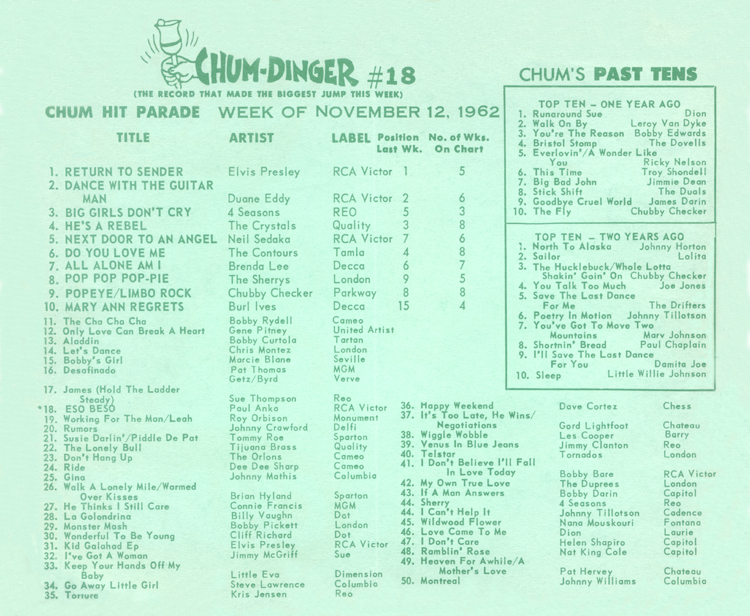 CHUM-DINGER #18
(THE RECORD THAT MADE THE BIGGEST JUMP THIS WEEK)
CHUM HIT PARADE WEEK OF NOVEMBER 12, 1962
TITLE ARTIST LABEL Position Last Wk. No. of Wks. On Chart
1. RETURN TO SENDER Elvis Presley RCA Victor 1 5
2. DANCE WITH THE GUITAR
MAN Duane Eddy RCA Victor 2 6
3. BIG GIRLS DON'T CRY 4 Seasons REO 5 3
4. HE'S A REBEL The Crystals Quality 3 8
5. NEXT DOOR TO AN ANGEL Neil Sedaka RCA Victor 7 6
6. DO YOU LOVE ME The Contours Tamla 4 8
7. ALL ALONE AM I Brenda Lee Decca 6 7
8. POP POP POP-PIE The Sherrys London 9 5
9. POPEYE/LIMBO ROCK Chubby Checker Parkway 8 8
10. MARY ANN REGRETS Burl Ives Decca 15 4
11. The Cha Cha Cha Bobby Rydell Cameo
12. Only Love Can Break A Heart Gene Pitney United Artist
13. Aladdin Bobby Curtola Tartan
14. Let's Dance Chris Montez London
15. Bobby's Girl Marcie Blane Seville
16. Desafinado Pat Thomas MGM
Getz/Byrd Verve
17. James (Hold The Ladder
Steady) Sue Thompson Reo
*18. ESO BESO Paul Anka RCA Victor
19. Working For The Man/Leah Roy Orbison Monument
20. Rumors Johnny Crawford Delfi
21. Susie Darlin'/Piddle De Pat Tommy Roe Sparton
22. The Lonely Bull Tijuana Brass Quality
23. Don't Hang Up The Orlons Cameo
24. Ride Dee Dee Sharp Cameo
25. Gina Johnny Mathis Columbia
26. Walk A Lonely Mile/Warmed
Over Kisses Brian Hyland Sparton
27. He Thinks I Still Care Connie Francis MGM
28. La Golondrina Billy Vaughn Dot
29. Monster Mash Bobby Pickett London
30. Wonderful To Be Young Cliff Richard Dot
31. Kid Galahad Ep Elvis Presley RCA Victor
32. I've Got A Woman Jimmy McGriff Sue
33. Keep Your Hands Off My
Baby Little Eva Dimension
34. Go Away Little Girl Steve Lawrence Columbia
35. Torture Kris Jensen Reo
36. Happy Weekend Dave Cortez Chess
37. It's Too Late, He Wins/
Negotiations Gord Lightfoot Chateau
38. Wiggle Wobble Les Cooper Barry
39. Venus In Blue Jeans Jimmy Clanton Reo
40. Telstar Tornados London
41. I Don't Believe I'll Fall
In Love Today Bobby Bare RCA Victor
42. My Own True Love The Duprees London
43. If A Man Answers Bobby Darin Capitol
44. Sherry 4 Seasons Reo
44. I Can't Help It Johnny Tillotson Cadence
45. Wildwood Flower Nana Mouskouri Fontana
46. Love Came To Me Dion Laurie
47. I Don't Care Helen Shapiro Capitol
48. Ramblin' Rose Nat King Cole Capitol
49. Heaven For Awhile/A
Mother's Love Pat Hervey Chateau
50. Montreal Johnny Williams Columbia
CHUM'S PAST TENS
TOP TEN – ONE YEAR AGO
1. Runaround Sue Dion
2. Walk On By Leroy Van Dyke
3. You're The Reason Bobby Edwards
4. Bristol Stomp The Dovells
5. Everlovin'/A Wonder Like
You Ricky Nelson
6. This Time Troy Shondell
7. Big Bad John Jimmie Dean
8. Stick Shift The Duals
9. Goodbye Cruel World James Darin
10. The Fly Chubby Checker
TOP TEN – TWO YEARS AGO
1. North To Alaska Johnny Horton
2. Sailor Lolita
3. The Hucklebuck/Whole Lotta
Shakin' Goin' On Chubby Checker
4. You Talk Too Much Joe Jones
5. Save The Last Dance
For Me The Drifters
6. Poetry In Motion Johnny Tillotson
7. You've Got To Move Two
Mountains Marv Johnson
8. Shortnin' Bread Paul Chaplain
9. I'll Save The Last Dance
For You Damita Joe
10. Sleep Little Willie Johnson